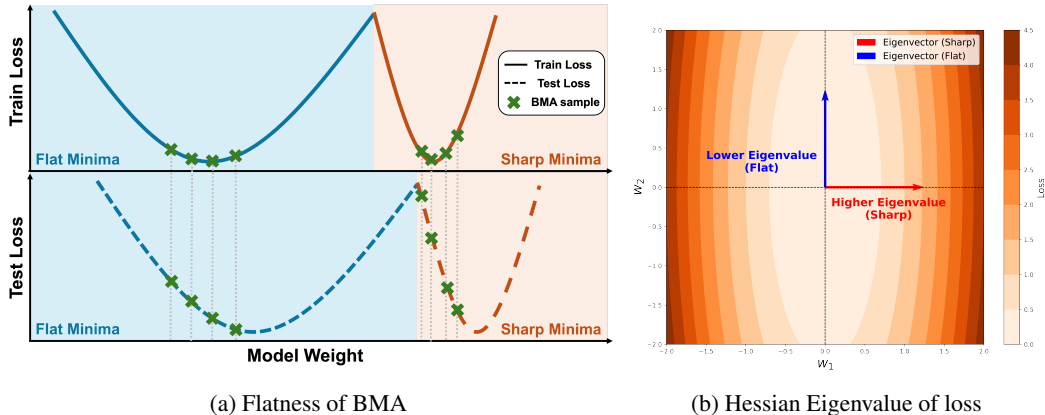 Train Loss
Train Loss
Test Loss
BMA sample
Flat Minima
Sharp Minima
Test Loss
Flat Minima
Sharp Minima
Model Weight
(a) Flatness of BMA
Eigenvector (Sharp)
Eigenvector (Flat)
Lower Eigenvalue
(Flat)
Higher Eigenvalue
(Sharp)
w2
2.0
1.5
1.0
0.5
0.0
−0.5
−1.0
−1.5
−2.0
−2.0 −1.5 −1.0 −0.5 0.0 0.5 1.0 1.5 2.0
w1
4.5
4.0
3.5
3.0
2.5
2.0
1.5
1.0
0.5
0.0
Loss
(b) Hessian Eigenvalue of loss